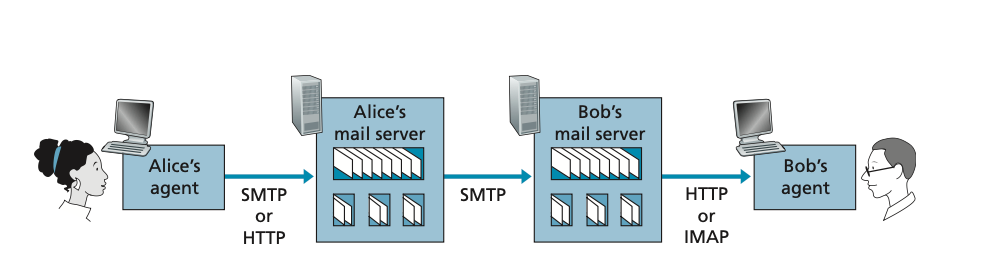 Alice's
agent
SMTP
or
HTTP
Alice's
mail server
SMTP
Bob's
mail server
HTTP
or
IMAP
Bob's
agent